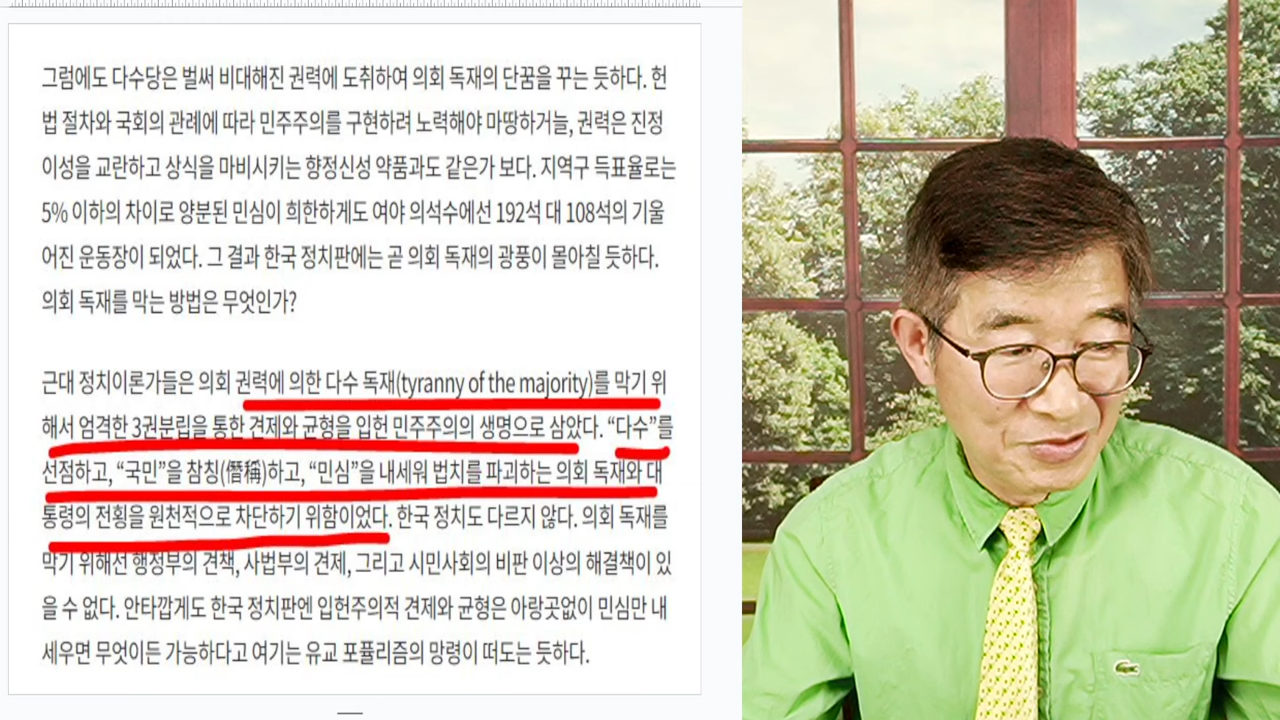 그럼에도 다수당은 벌써 비대해진 권력에 도취하여 의회 독재의 단꿈을 꾸는 듯하다. 헌
법 절차와 국회의 관례에 따라 민주주의를 구현하려 노력해야 마땅하거늘, 권력은 진정
이성을 교란하고 상식을 마비시키는 향정신성 약품과도 같은가 보다. 지역구 득표율로는
5% 이하의 차이로 양분된 민심이 희한하게도 여야 의석수에선 192석 대 108석의 기울
어진 운동장이 되었다. 그 결과 한국 정치판에는 곧 의회 독재의 광풍이 몰아칠 듯하다.
의회 독재를 막는 방법은 무엇인가?
근대 정치이론가들은 의회 권력에 의한 다수 독재(tyranny of the majority)를 막기 위
해서 엄격한 3권분립을 통한 견제와 균형을 입헌 민주주의의 생명으로 삼았다. “다수”를
선점하고, “국민”을 참칭(僭稱)하고, “민심”을 내세워 법치를 파괴하는 의회 독재와 대
통령의 전횡을 원천적으로 차단하기 위함이었다. 한국 정치도 다르지 않다. 의회 독재를
막기 위해선 행정부의 견책, 사법부의 견제, 그리고 시민사회의 비판 이상의 해결책이 있
을 수 없다. 안타깝게도 한국 정치판엔 입헌주의적 견제와 균형은 아랑곳없이 민심만 내
세우면 무엇이든 가능하다고 여기는 유교 포퓰리즘의 망령이 떠도는 듯하다.